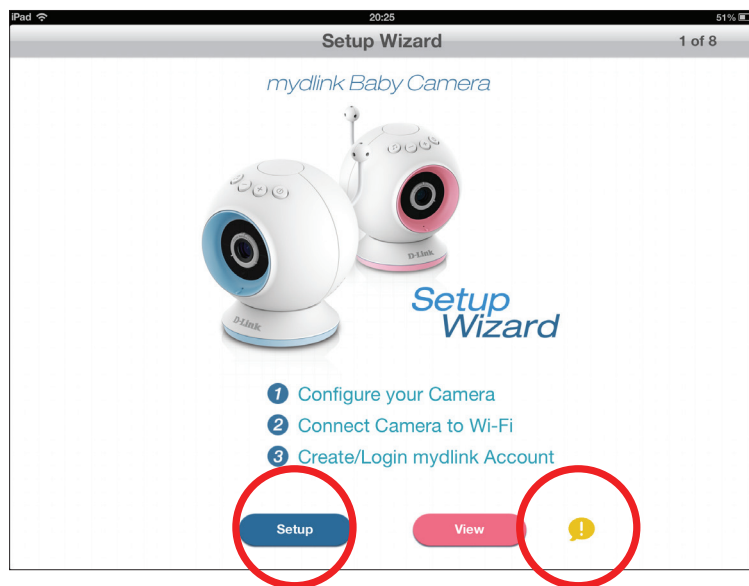 iPad 20:25 51%
Setup Wizard 1 of 8
mydlink Baby Camera
D-Link
D-Link
Setup
Wizard
1 Configure your Camera
2 Connect Camera to Wi-Fi
3 Create/Login mydlink Account
Setup View !